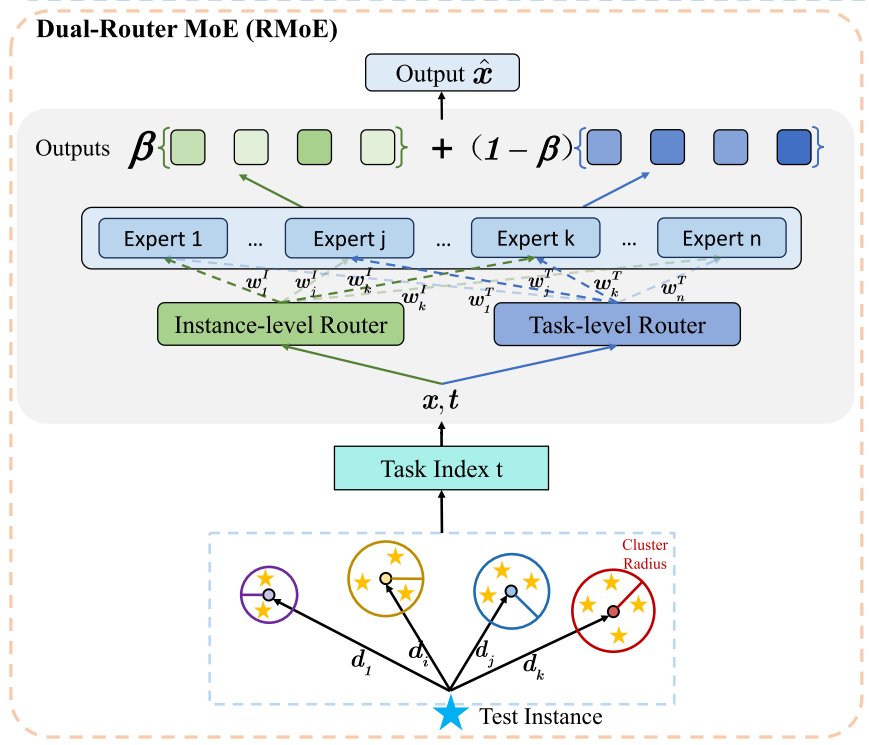 Dual-Router MoE (RMoE)
Output x̂
Outputs β{ } + (1 − β){ }
Expert 1 ... Expert j ... Expert k ... Expert n
w₁ᴵ wⱼᴵ wₖᴵ wₖᴵ w₁ᵀ wⱼᵀ wₖᵀ wₙᵀ
Instance-level Router Task-level Router
x, t
Task Index t
Cluster
Radius
d₁ dᵢ dⱼ dₖ
Test Instance